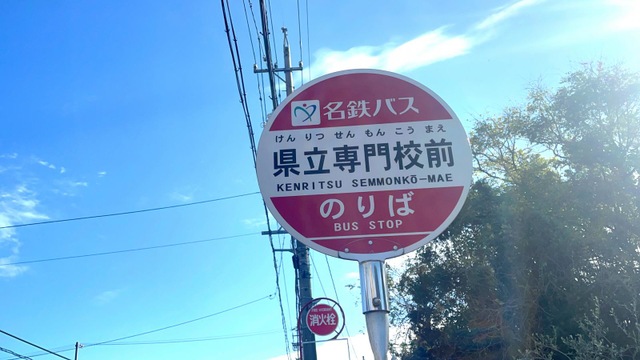 名鉄バス
けんりつせんもんこうまえ
県立専門校前
KENRITSU SEMMONKŌ-MAE
のりば
BUS STOP
消火栓